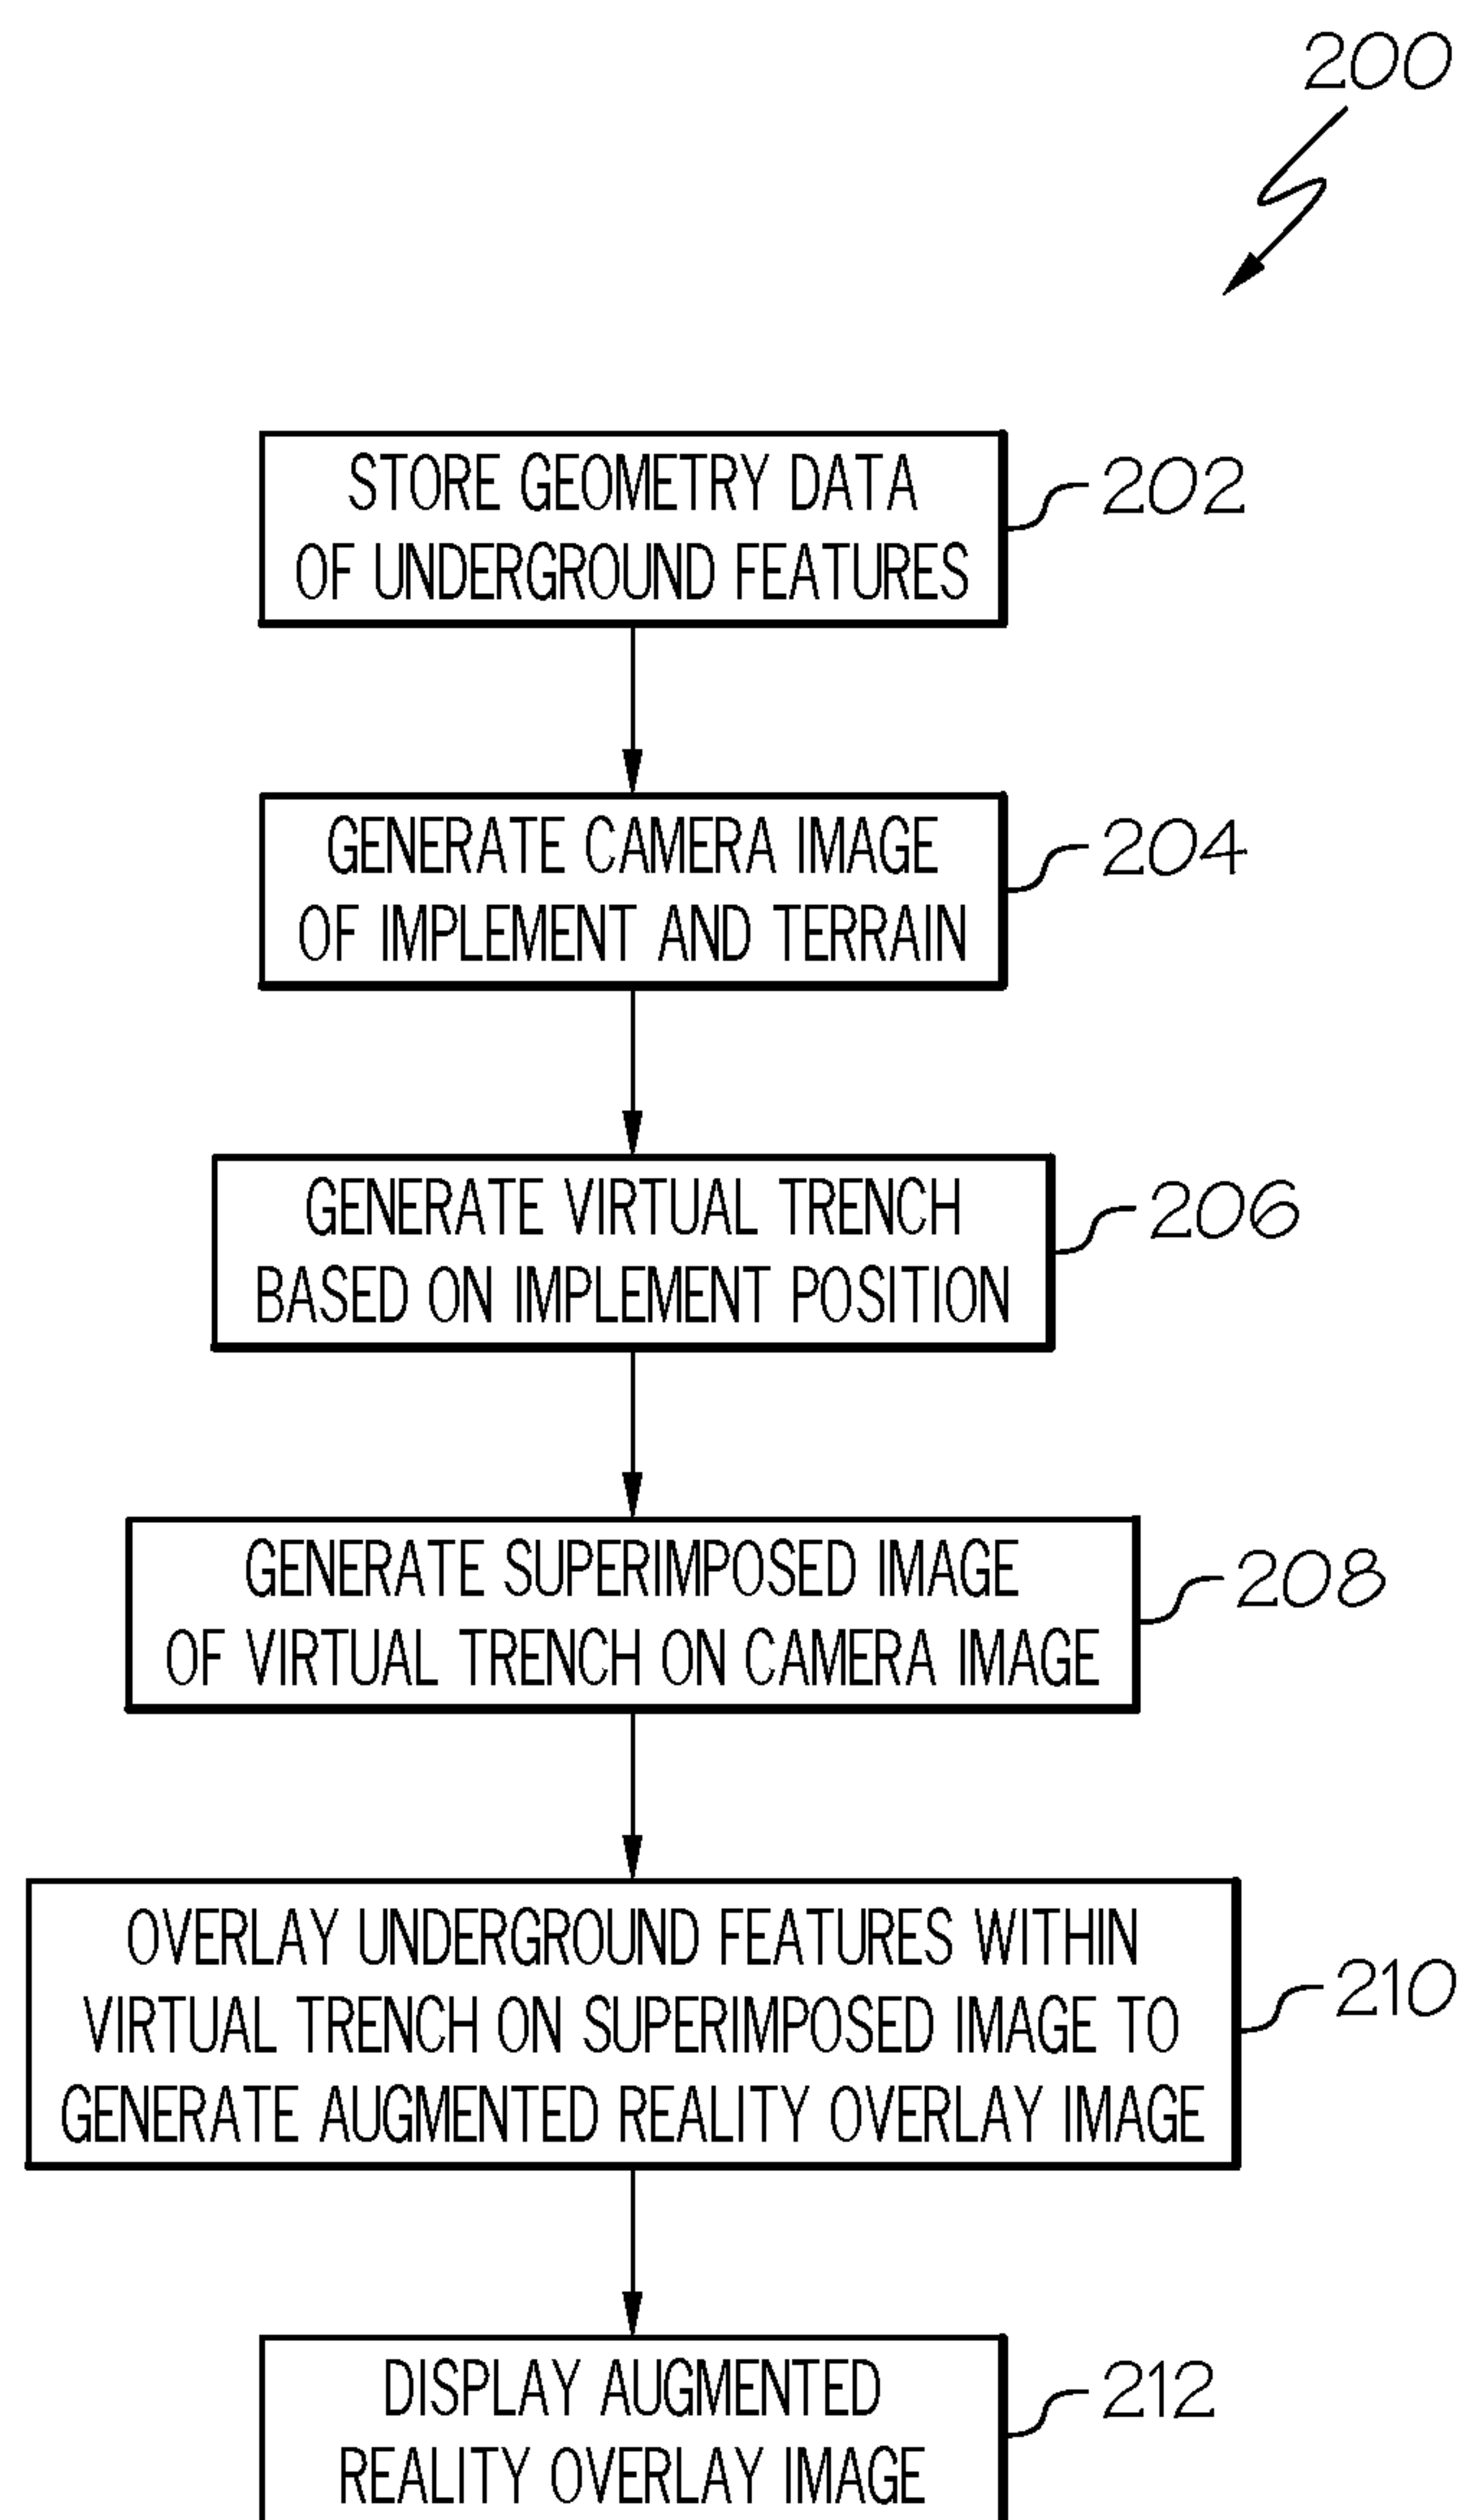 200
STORE GEOMETRY DATA
OF UNDERGROUND FEATURES
202
GENERATE CAMERA IMAGE
OF IMPLEMENT AND TERRAIN
204
GENERATE VIRTUAL TRENCH
BASED ON IMPLEMENT POSITION
206
GENERATE SUPERIMPOSED IMAGE
OF VIRTUAL TRENCH ON CAMERA IMAGE
208
OVERLAY UNDERGROUND FEATURES WITHIN
VIRTUAL TRENCH ON SUPERIMPOSED IMAGE TO
GENERATE AUGMENTED REALITY OVERLAY IMAGE
210
DISPLAY AUGMENTED
REALITY OVERLAY IMAGE
212